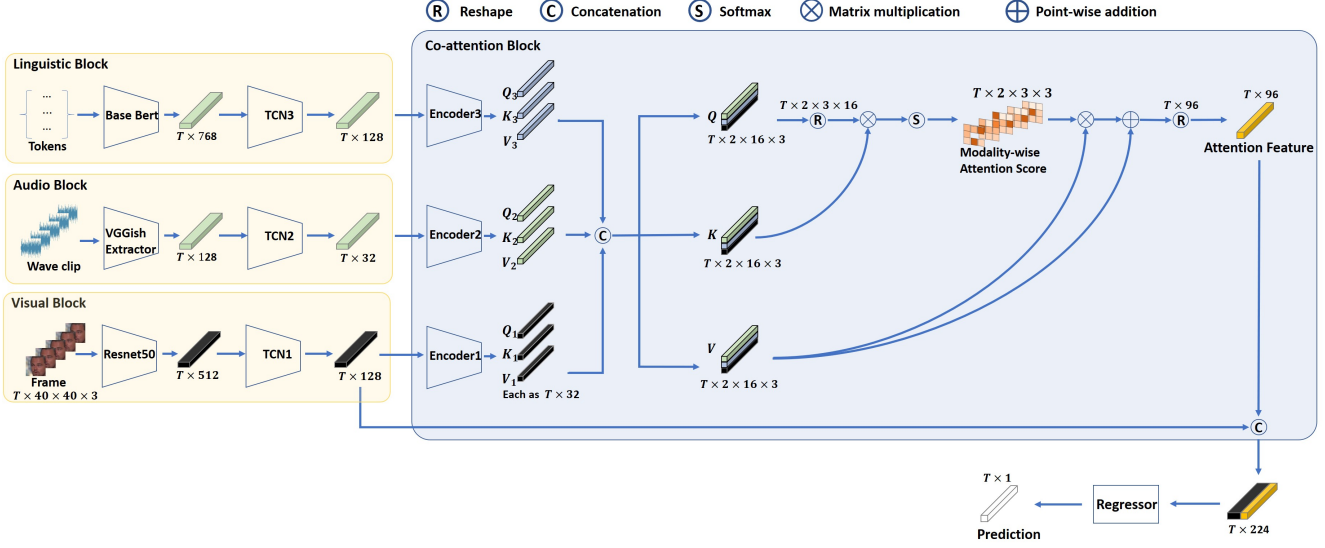 R Reshape C Concatenation S Softmax ⊗ Matrix multiplication ⊕ Point-wise addition
Linguistic Block
...
...
...
Tokens
Base Bert
T × 768
TCN3
T × 128
Audio Block
Wave clip
VGGish
Extractor
T × 128
TCN2
T × 32
Visual Block
Frame
T × 40 × 40 × 3
Resnet50
T × 512
TCN1
T × 128
Co-attention Block
Encoder3
Q3
K3
V3
Encoder2
Q2
K2
V2
Encoder1
Q1
K1
V1
Each as T × 32
C
Q
T × 2 × 16 × 3
K
T × 2 × 16 × 3
V
T × 2 × 16 × 3
T × 2 × 3 × 16
R
S
T × 2 × 3 × 3
Modality-wise
Attention Score
T × 96
R
T × 96
Attention Feature
C
T × 224
Regressor
T × 1
Prediction